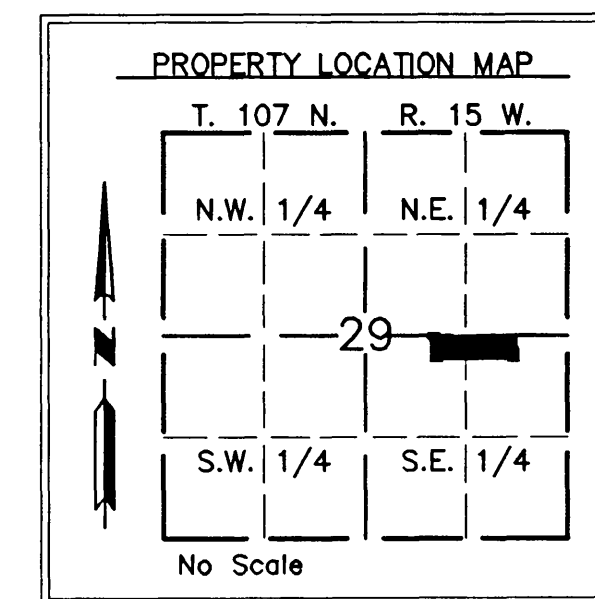 PROPERTY LOCATION MAP
T. 107 N. R. 15 W.
N.W. 1/4 N.E. 1/4
N
29
S.W. 1/4 S.E. 1/4
No Scale